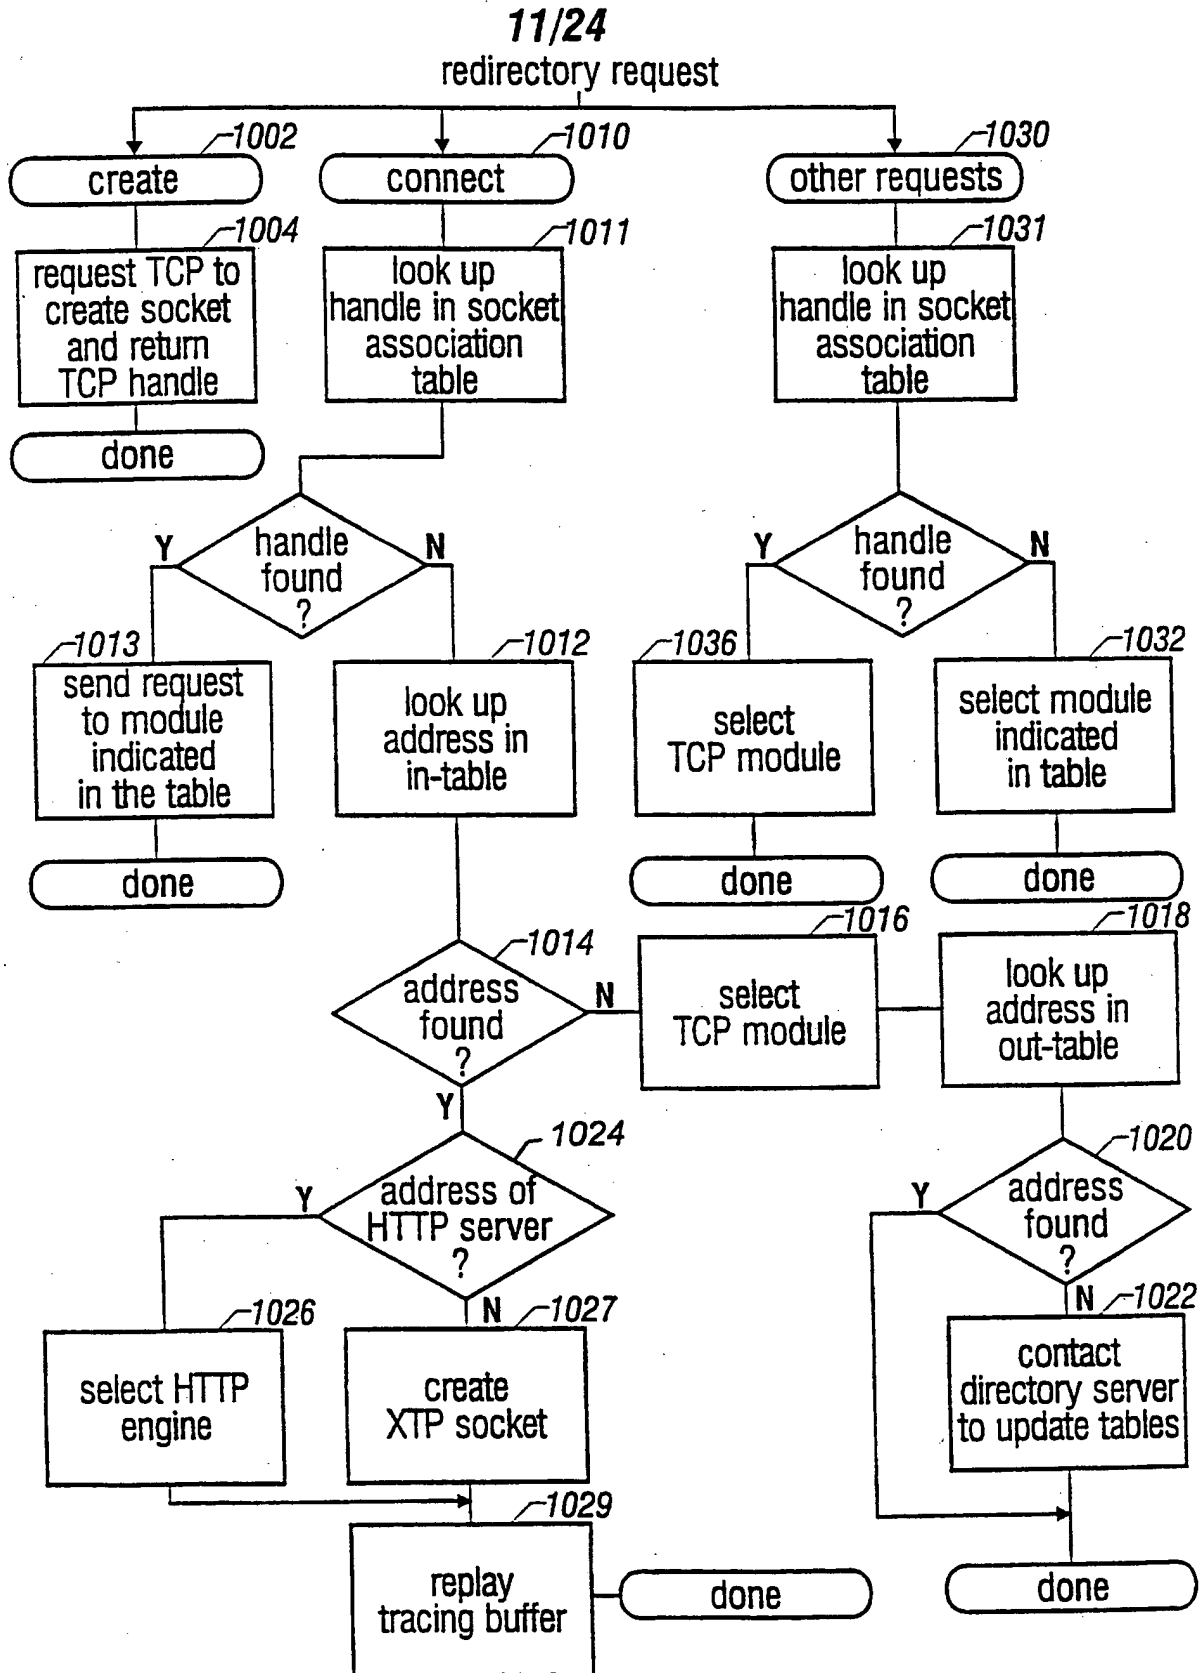 11/24
redirectory request
1002
create
1004
request TCP to
create socket
and return
TCP handle
done
1010
connect
1011
look up
handle in socket
association
table
handle
found
?
Y
N
1013
send request
to module
indicated
in the table
done
1012
look up
address in
in-table
1014
address
found
?
N
Y
1016
select
TCP module
1018
look up
address in
out-table
1020
address
found
?
Y
N
1022
contact
directory server
to update tables
done
1024
address of
HTTP server
?
Y
N
1026
select HTTP
engine
1027
create
XTP socket
1029
replay
tracing buffer
done
1030
other requests
1031
look up
handle in socket
association
table
handle
found
?
Y
N
1036
select
TCP module
done
1032
select module
indicated
in table
done